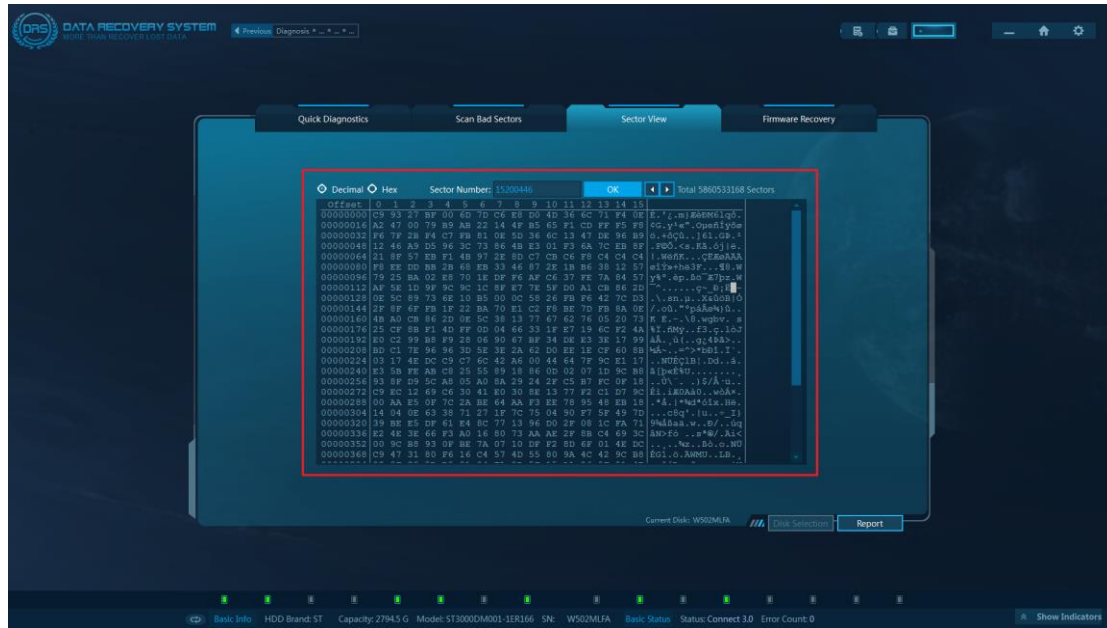 DRS
DATA RECOVERY SYSTEM
MORE THAN RECOVER LOST DATA
Previous Diagnosis
Quick Diagnostics
Scan Bad Sectors
Sector View
Firmware Recovery
Decimal Hex Sector Number: 15200446 OK Total 5860533168 Sectors
Offset 0 1 2 3 4 5 6 7 8 9 10 11 12 13 14 15
00000000 C9 93 27 BF 00 6D 7D C6 E8 D0 4D 36 6C 71 F4 0E
00000016 A2 47 00 79 B9 AB 22 14 4F B5 65 F1 CD FF F5 F8
00000032 F6 7F 2B F4 C7 FB 81 0E 5D 36 6C 13 47 DE 96 B9
00000048 12 46 A9 D5 96 3C 73 86 4B E3 01 F3 6A 7C EB 8F
00000064 21 8F 57 EB F1 4B 97 2E 8D C7 CB C6 F8 C4 C4 C4
00000080 F8 EE DD BB 2B 68 EB 33 46 87 2E 1B B6 38 12 57
00000096 79 25 BA 02 E8 70 1E DF F6 AF C6 37 FE 7A 84 57
00000112 AF 5E 1D 9F 9C 9C 1C 8F E7 7E 5F D0 A1 CB 86 2D
00000128 0E 5C 89 73 6E 10 B5 00 0C 58 26 FB F6 42 7C D3
00000144 2F 8F 6F FB 1F 22 BA 70 E1 C2 F8 BE 7D FB 8A 0E
00000160 4B A0 CB 86 2D 0E 5C 38 13 77 67 62 76 05 20 73
00000176 25 CF 8B F1 4D FF 0D 04 66 33 1F E7 19 6C F2 4A
00000192 E0 C2 99 B8 F9 28 06 90 67 BF 34 DE E3 3E 17 99
00000208 BD C1 7E 96 96 3D 5E 3E 2A 62 D0 EE 1E CF 60 8B
00000224 03 17 4E DC C9 C7 6C 42 A6 00 44 64 7F 9C E1 17
00000240 E3 5B FE AB C8 25 55 89 18 86 0D 02 07 1D 9C B8
00000256 93 8F D9 5C A8 05 A0 8A 29 24 2F C5 B7 FC 0F 18
00000272 C9 EC 12 69 C6 30 41 E0 30 8E 13 77 F2 C1 D7 9C
00000288 00 AA E5 0F 7C 2A BE 64 AA F3 EE 78 95 48 EB 18
00000304 14 04 0E 63 38 71 27 1F 7C 75 04 90 F7 5F 49 7D
00000320 39 BE E5 DF 61 E4 8C 77 13 96 D0 2F 08 1C FA 71
00000336 E2 4E 3E 66 F3 A0 16 80 73 AA AE 2F 8B C4 69 3C
00000352 00 9C B8 93 0F BE 7A 07 10 DF F2 8D 6F 01 4E DC
00000368 C9 47 31 80 F6 16 C4 57 4D 55 80 9A 4C 42 9C B8
Current Disk: W502MLFA Disk Selection Report
Basic Info HDD Brand: ST Capacity: 2794.5 G Model: ST3000DM001-1ER166 SN: W502MLFA Basic Status Status: Connect 3.0 Error Count: 0 Show Indicators